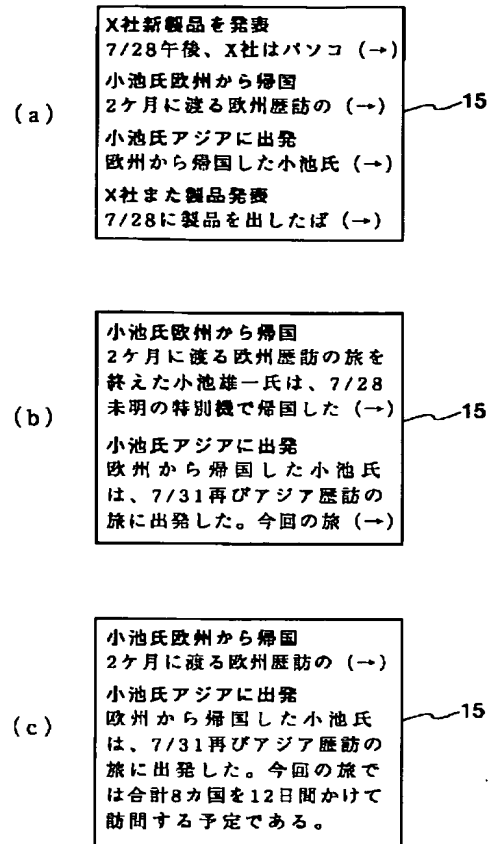 (a)
X社新製品を発表
7/28午後、X社はパソコ (→)
小池氏欧州から帰国
2ケ月に渡る欧州歴訪の (→)
小池氏アジアに出発
欧州から帰国した小池氏 (→)
X社また製品発表
7/28に製品を出したば (→)
15
(b)
小池氏欧州から帰国
2ケ月に渡る欧州歴訪の旅を
終えた小池雄一氏は、7/28
未明の特別機で帰国した (→)
小池氏アジアに出発
欧州から帰国した小池氏
は、7/31再びアジア歴訪の
旅に出発した。今回の旅 (→)
15
(c)
小池氏欧州から帰国
2ケ月に渡る欧州歴訪の (→)
小池氏アジアに出発
欧州から帰国した小池氏
は、7/31再びアジア歴訪の
旅に出発した。今回の旅で
は合計8カ国を12日間かけて
訪問する予定である。
15